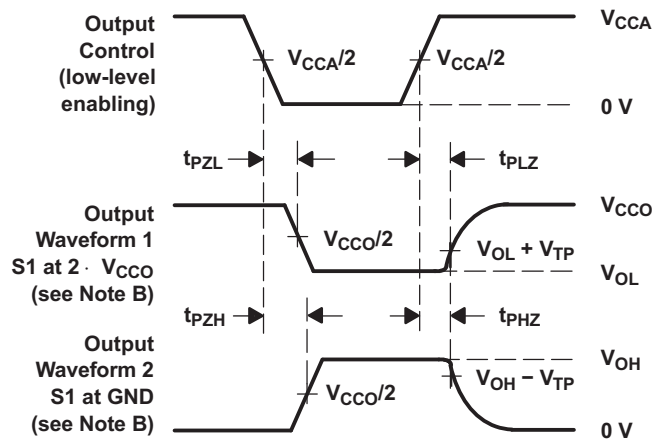 Output
Control
(low-level
enabling)
V_CCA/2
V_CCA/2
V_CCA
0 V
t_PZL
t_PLZ
Output
Waveform 1
S1 at 2 · V_CCO
(see Note B)
V_CCO/2
V_CCO
V_OL + V_TP
V_OL
t_PZH
t_PHZ
Output
Waveform 2
S1 at GND
(see Note B)
V_CCO/2
V_OH
V_OH − V_TP
0 V